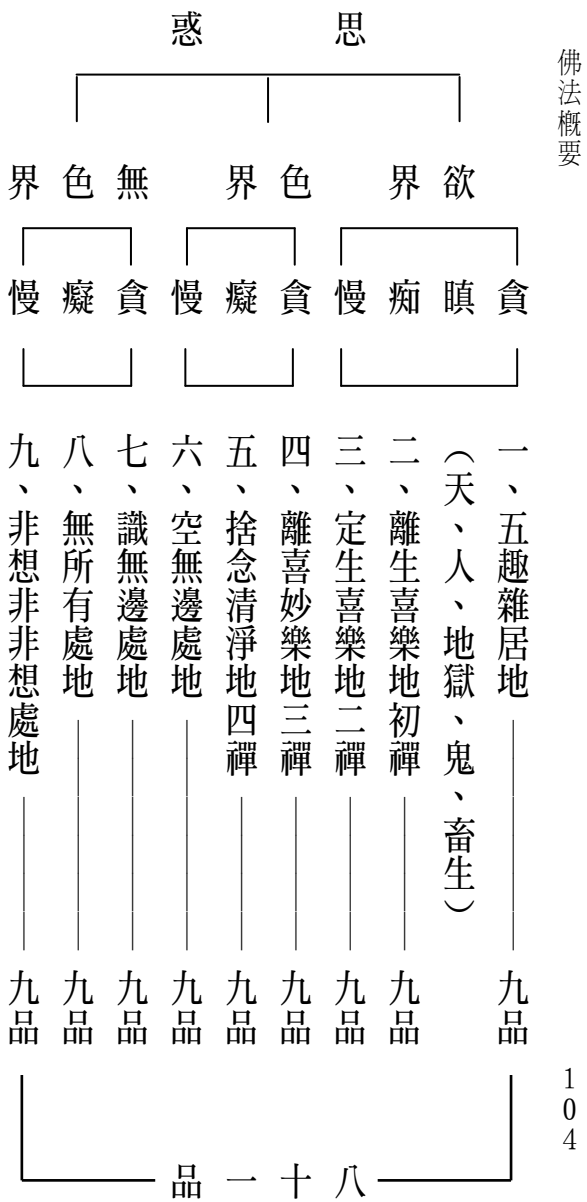 佛法概要
104
思惑
欲界
色界
無色界
貪
瞋
痴
慢
貪
癡
慢
貪
癡
慢
一、五趣雜居地 九品
（天、人、地獄、鬼、畜生）
二、離生喜樂地初禪 九品
三、定生喜樂地二禪 九品
四、離喜妙樂地三禪 九品
五、捨念清淨地四禪 九品
六、空無邊處地 九品
七、識無邊處地 九品
八、無所有處地 九品
九、非想非非想處地 九品
八十一品